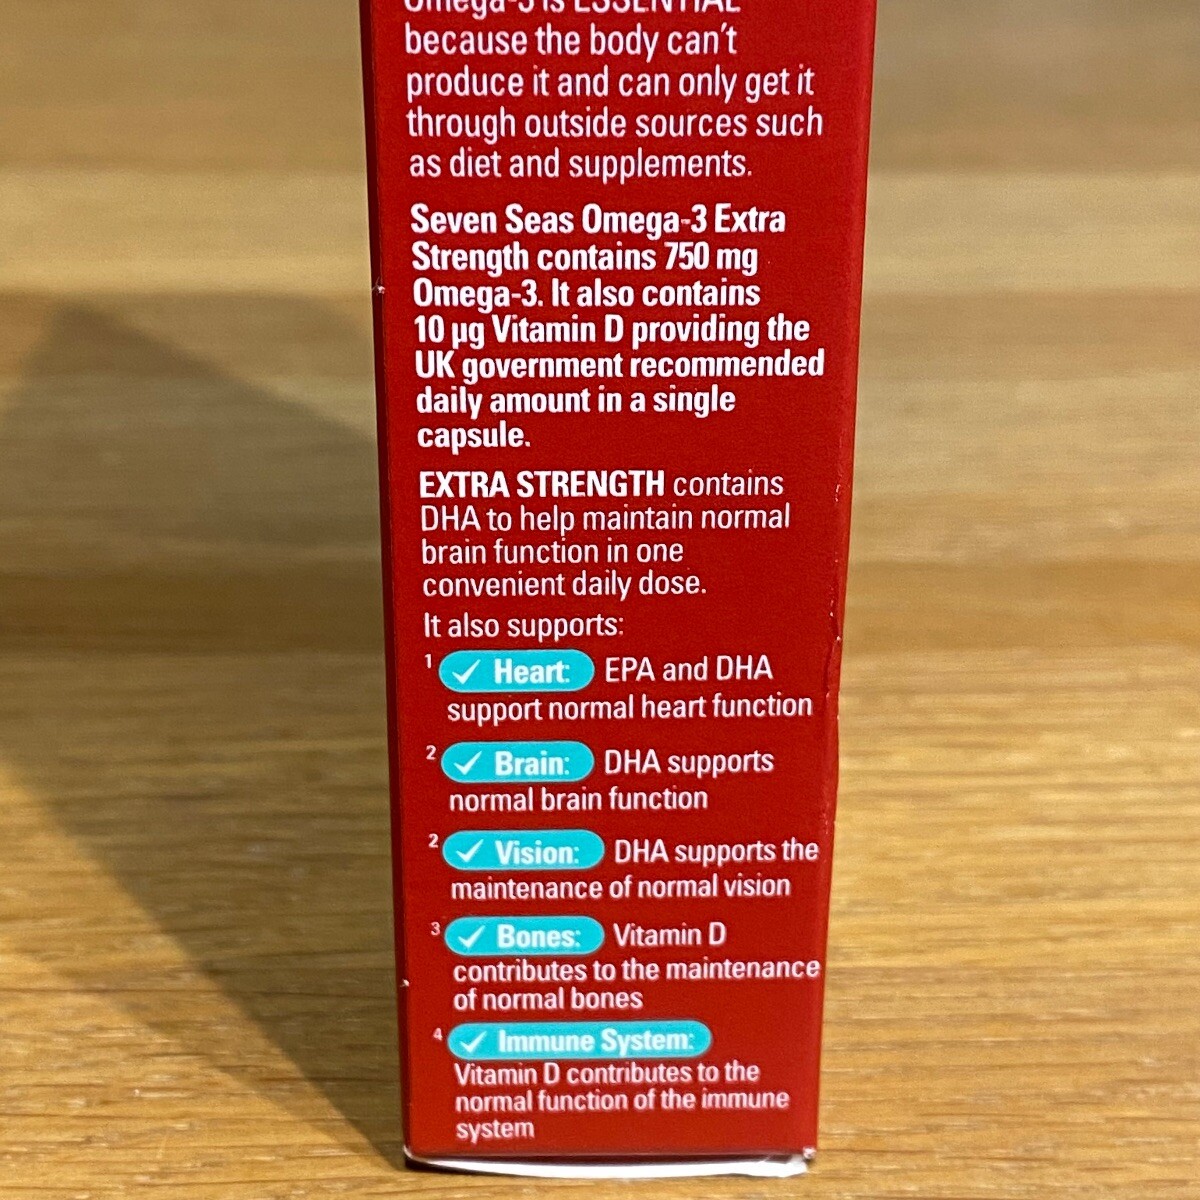 Omega-3 is ESSENTIAL
because the body can't
produce it and can only get it
through outside sources such
as diet and supplements.
Seven Seas Omega-3 Extra
Strength contains 750 mg
Omega-3. It also contains
10 µg Vitamin D providing the
UK government recommended
daily amount in a single
capsule.
EXTRA STRENGTH contains
DHA to help maintain normal
brain function in one
convenient daily dose.
It also supports:
1 ✓ Heart: EPA and DHA
support normal heart function
2 ✓ Brain: DHA supports
normal brain function
2 ✓ Vision: DHA supports the
maintenance of normal vision
3 ✓ Bones: Vitamin D
contributes to the maintenance
of normal bones
4 ✓ Immune System:
Vitamin D contributes to the
normal function of the immune
system